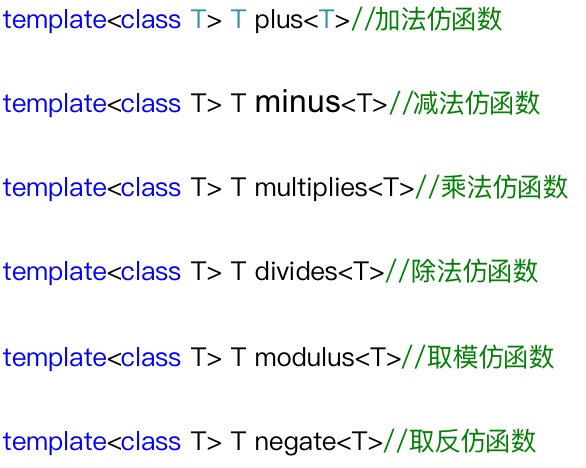 template<class T> T plus<T>//加法仿函数
template<class T> T minus<T>//减法仿函数
template<class T> T multiplies<T>//乘法仿函数
template<class T> T divides<T>//除法仿函数
template<class T> T modulus<T>//取模仿函数
template<class T> T negate<T>//取反仿函数